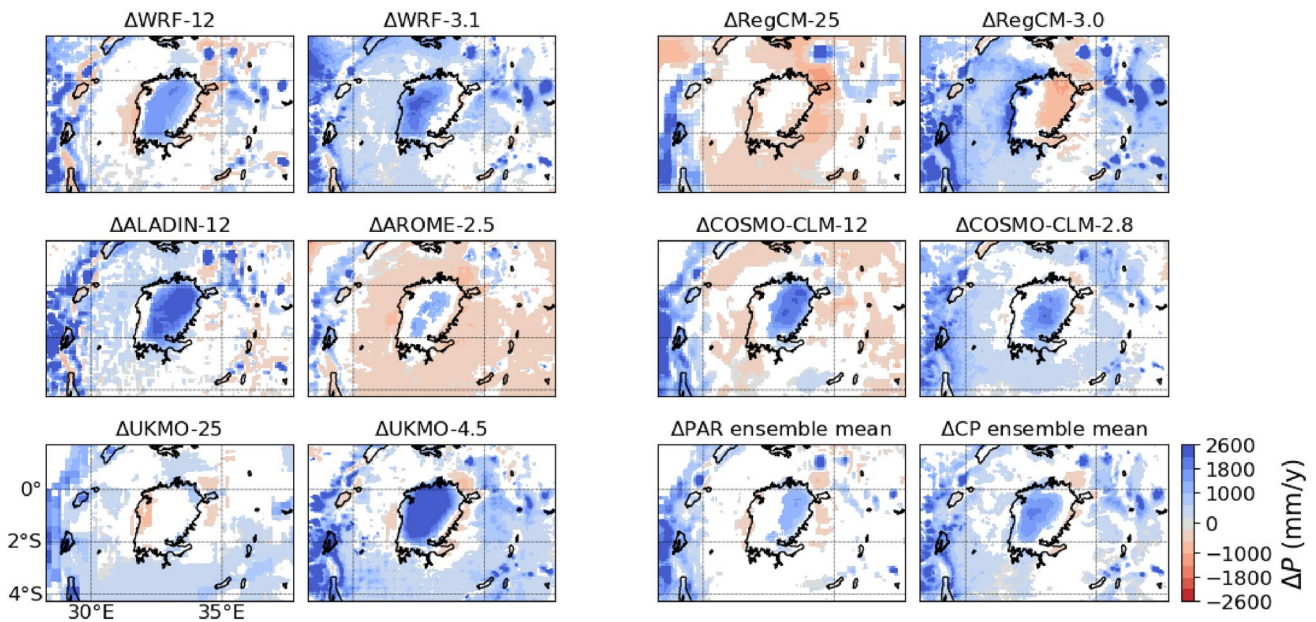 ΔWRF-12 ΔWRF-3.1 ΔRegCM-25 ΔRegCM-3.0
ΔALADIN-12 ΔAROME-2.5 ΔCOSMO-CLM-12 ΔCOSMO-CLM-2.8
ΔUKMO-25 ΔUKMO-4.5 ΔPAR ensemble mean ΔCP ensemble mean
0°
2°S
4°S
30°E 35°E
2600
1800
1000
0
−1000
−1800
−2600
ΔP (mm/y)